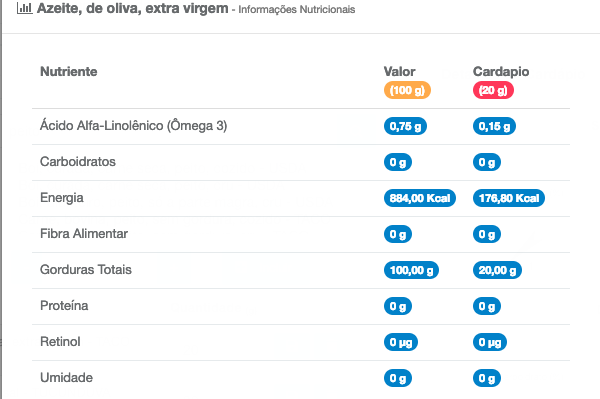 Azeite, de oliva, extra virgem - Informações Nutricionais
Nutriente Valor Cardapio
(100 g) (20 g)
Ácido Alfa-Linolênico (Ômega 3) 0,75 g 0,15 g
Carboidratos 0 g 0 g
Energia 884,00 Kcal 176,80 Kcal
Fibra Alimentar 0 g 0 g
Gorduras Totais 100,00 g 20,00 g
Proteína 0 g 0 g
Retinol 0 µg 0 µg
Umidade 0 g 0 g